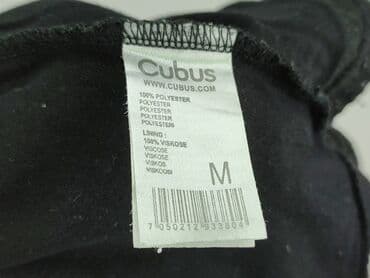 Cubus
WWW.CUBUS.COM
100% POLYESTER
POLYESTER
POLYESTER
POLYESTER
POLYESTERI
LINING :
100% VISKOSE
VISCOSE
VISKOSE
VISKOS
VISKOOSI
M
7 050212 933804